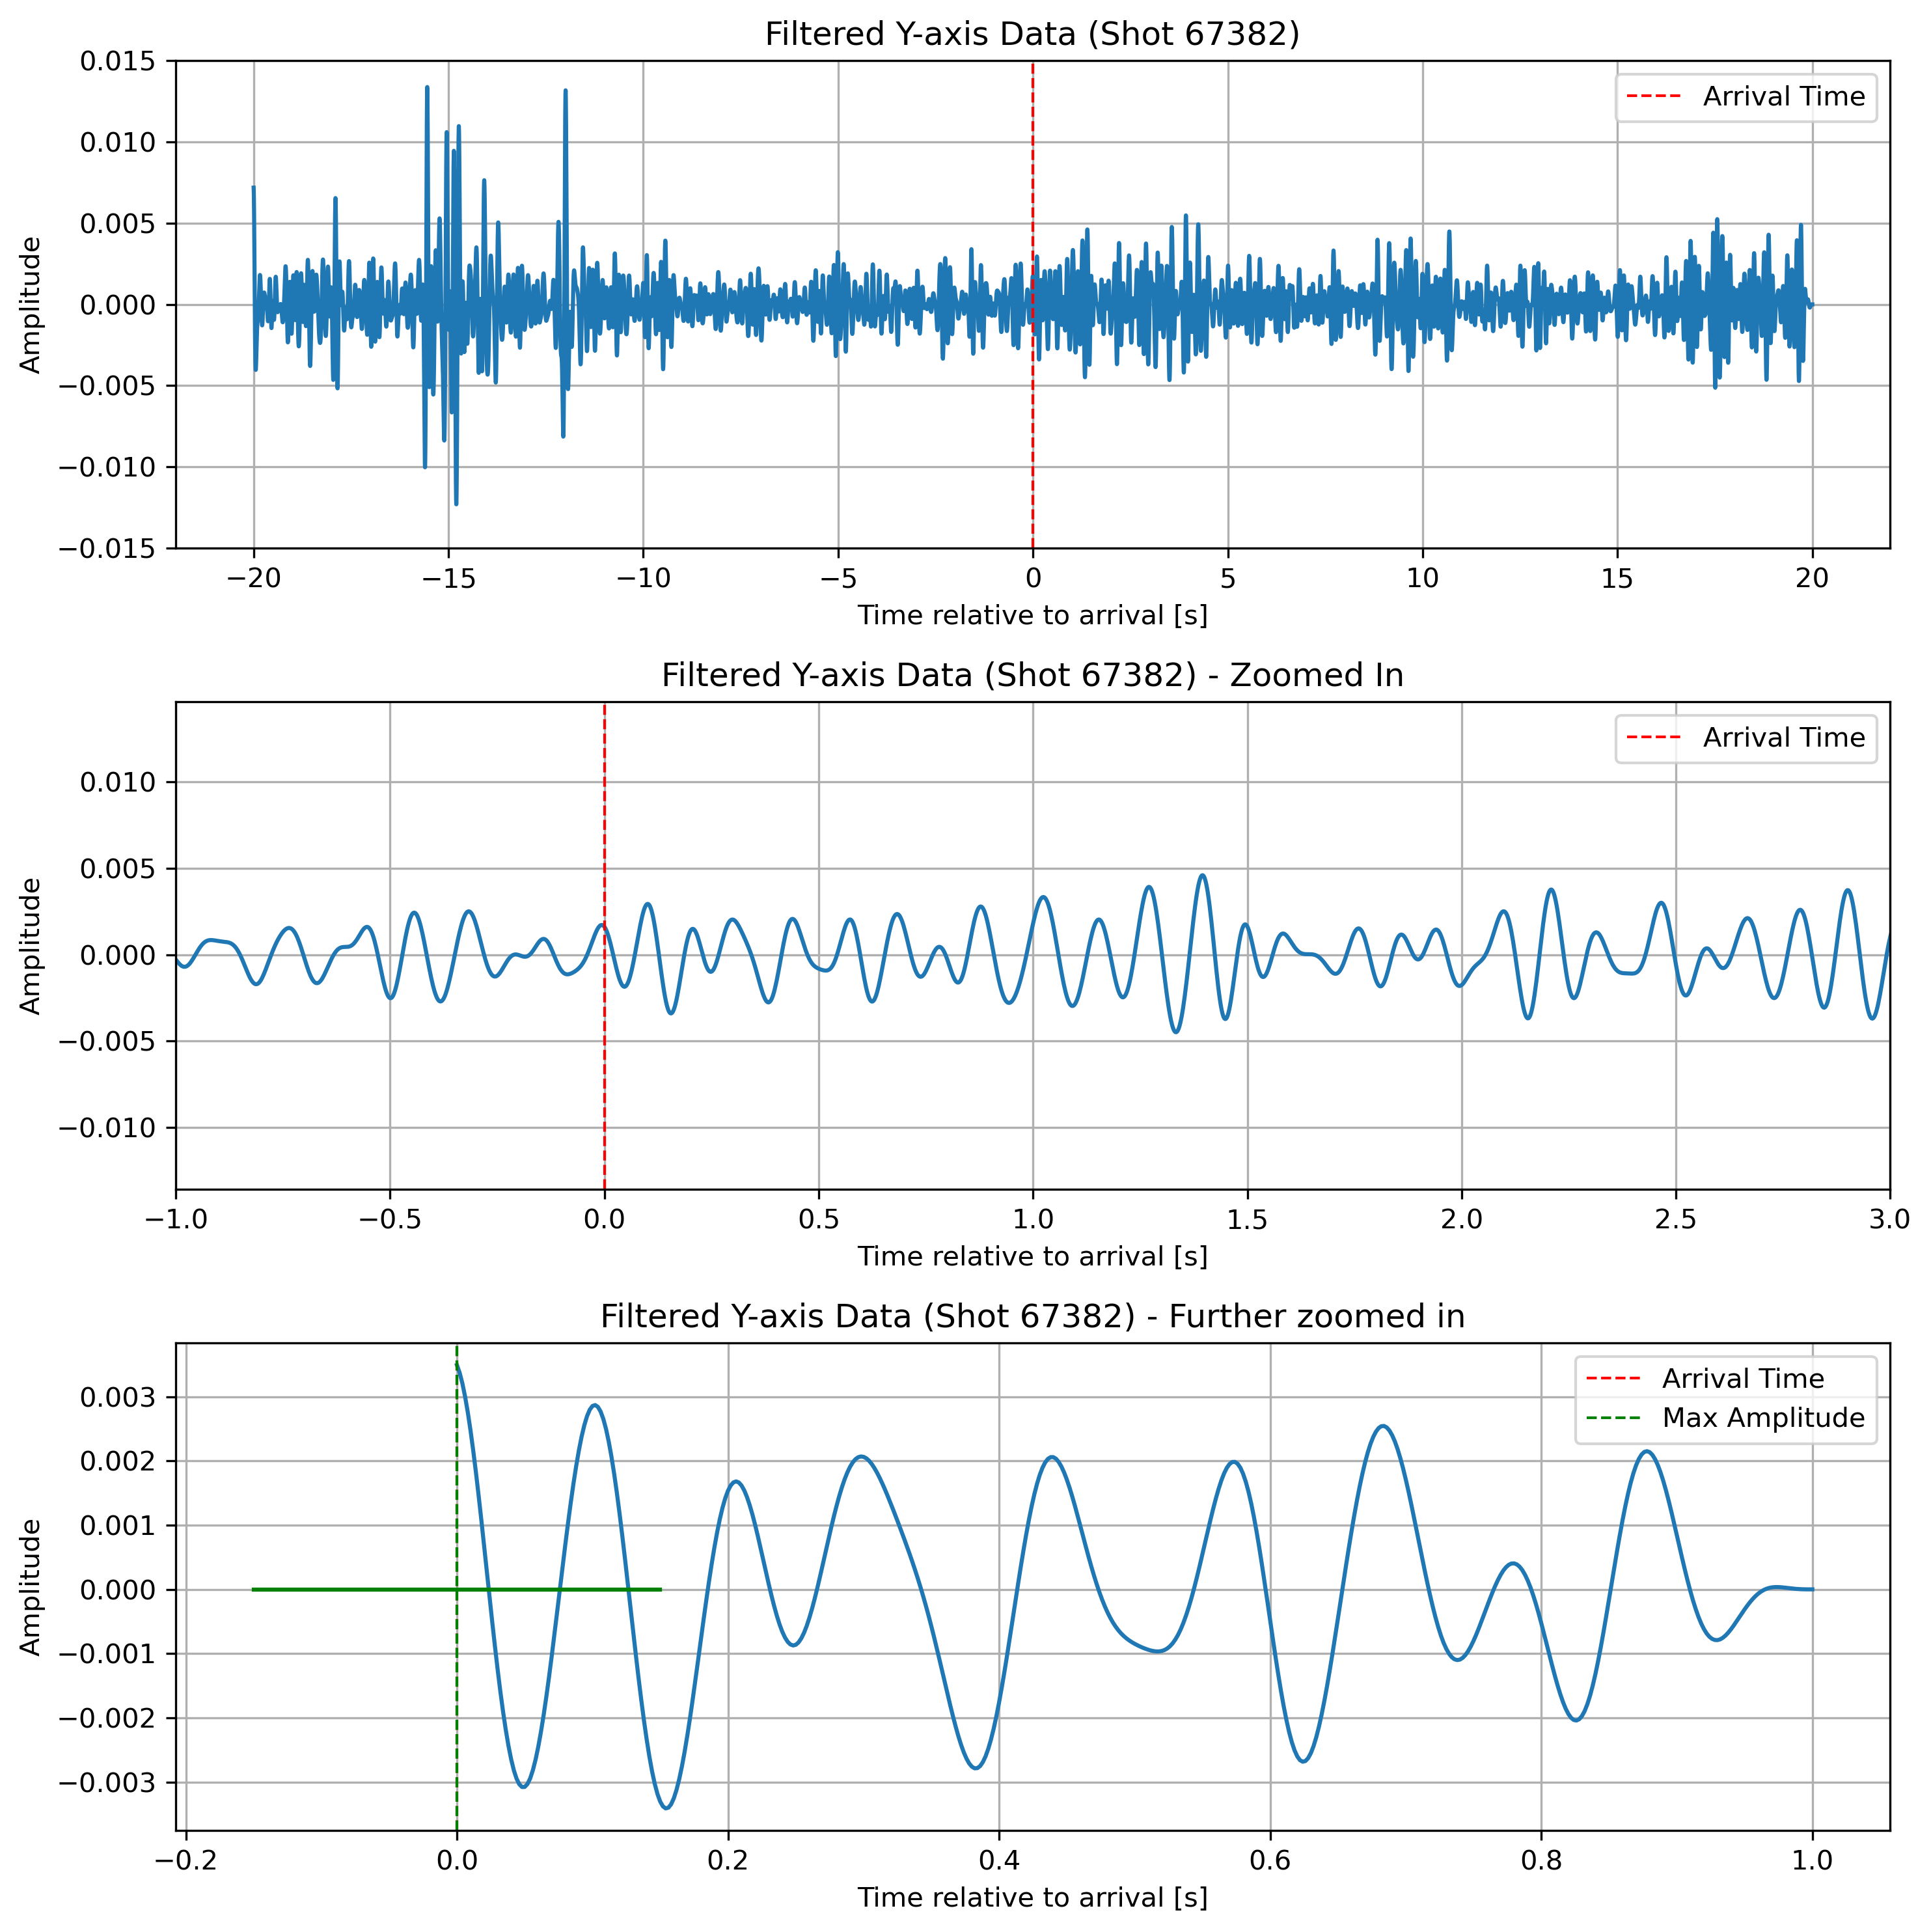 Filtered Y-axis Data (Shot 67382)
0.015
0.010
0.005
0.000
−0.005
−0.010
−0.015
Amplitude
Arrival Time
−20 −15 −10 −5 0 5 10 15 20
Time relative to arrival [s]
Filtered Y-axis Data (Shot 67382) - Zoomed In
0.010
0.005
0.000
−0.005
−0.010
Amplitude
Arrival Time
−1.0 −0.5 0.0 0.5 1.0 1.5 2.0 2.5 3.0
Time relative to arrival [s]
Filtered Y-axis Data (Shot 67382) - Further zoomed in
0.003
0.002
0.001
0.000
−0.001
−0.002
−0.003
Amplitude
Arrival Time
Max Amplitude
−0.2 0.0 0.2 0.4 0.6 0.8 1.0
Time relative to arrival [s]